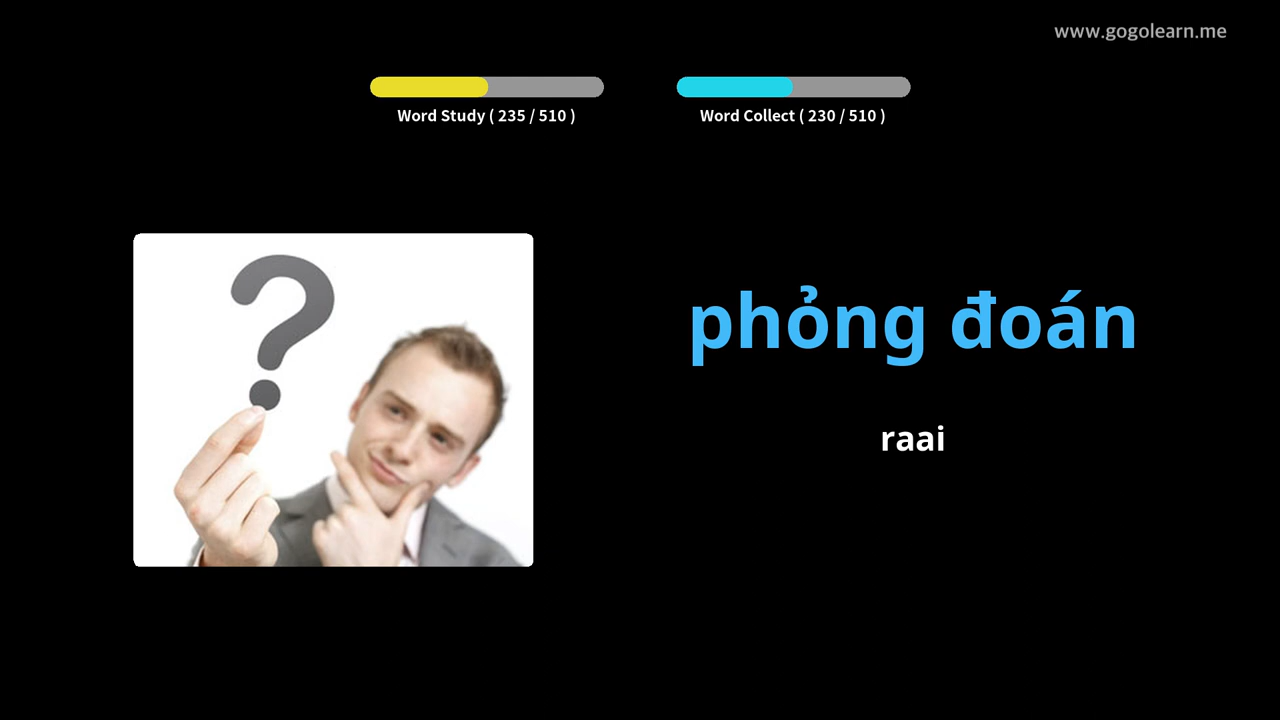 www.gogolearn.me
Word Study ( 235 / 510 )
Word Collect ( 230 / 510 )
phỏng đoán
raai